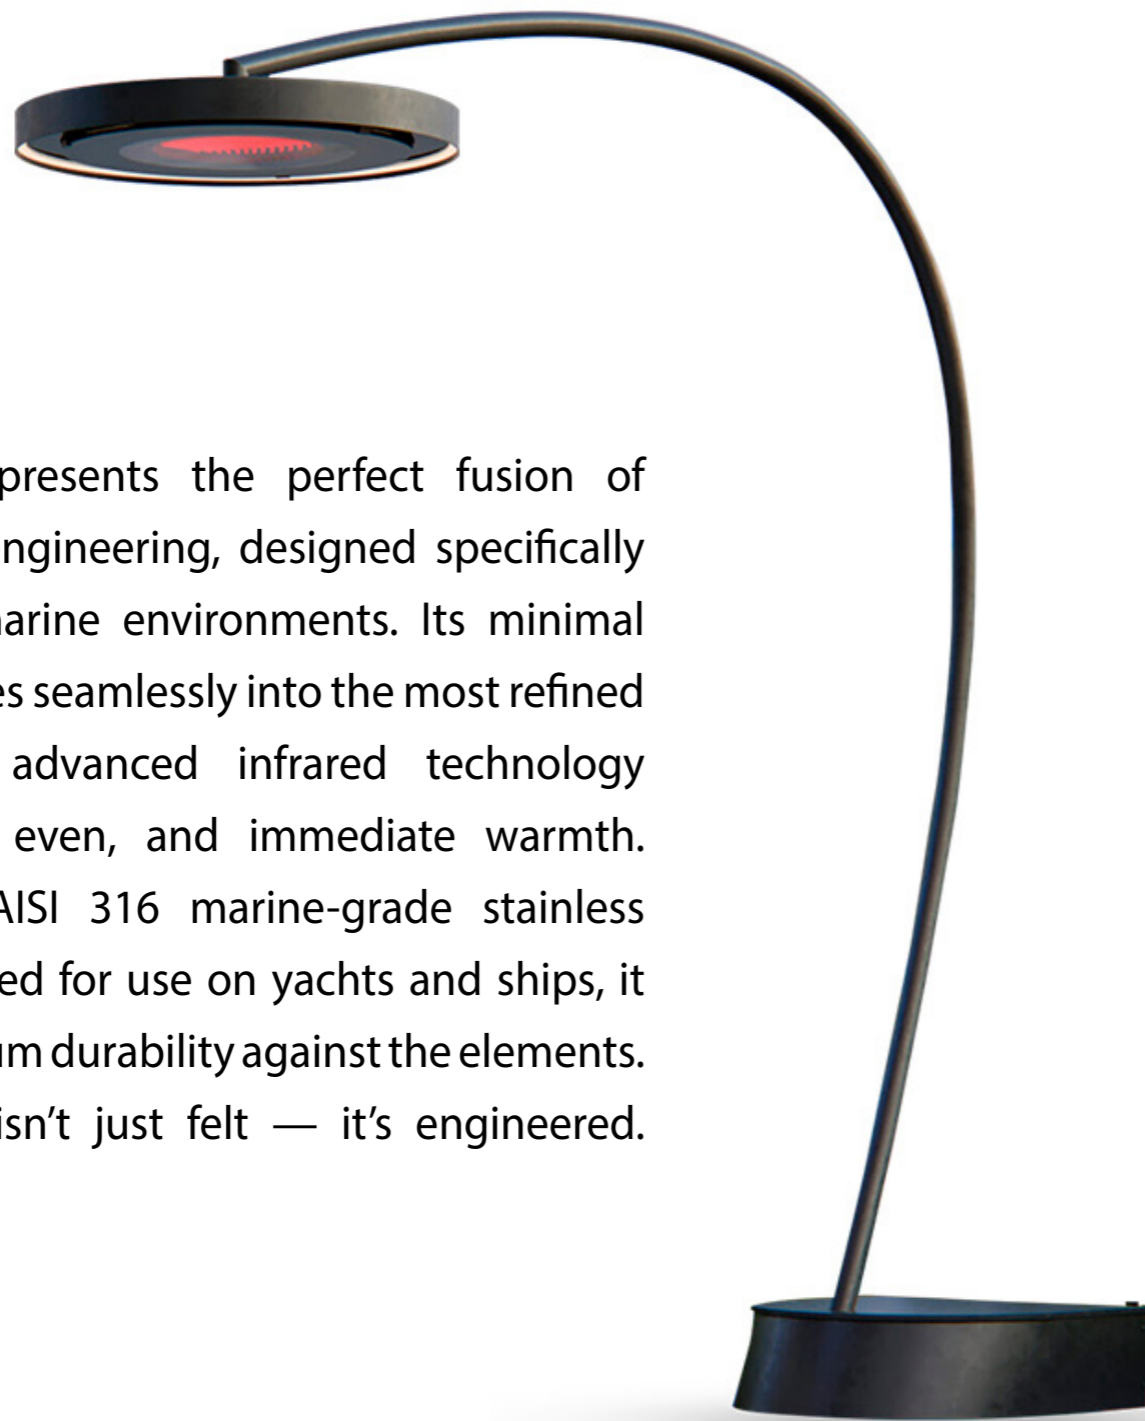 presents the perfect fusion of
ngineering, designed specifically
arine environments. Its minimal
es seamlessly into the most refined
advanced infrared technology
even, and immediate warmth.
AISI 316 marine-grade stainless
ed for use on yachts and ships, it
um durability against the elements.
isn't just felt — it's engineered.